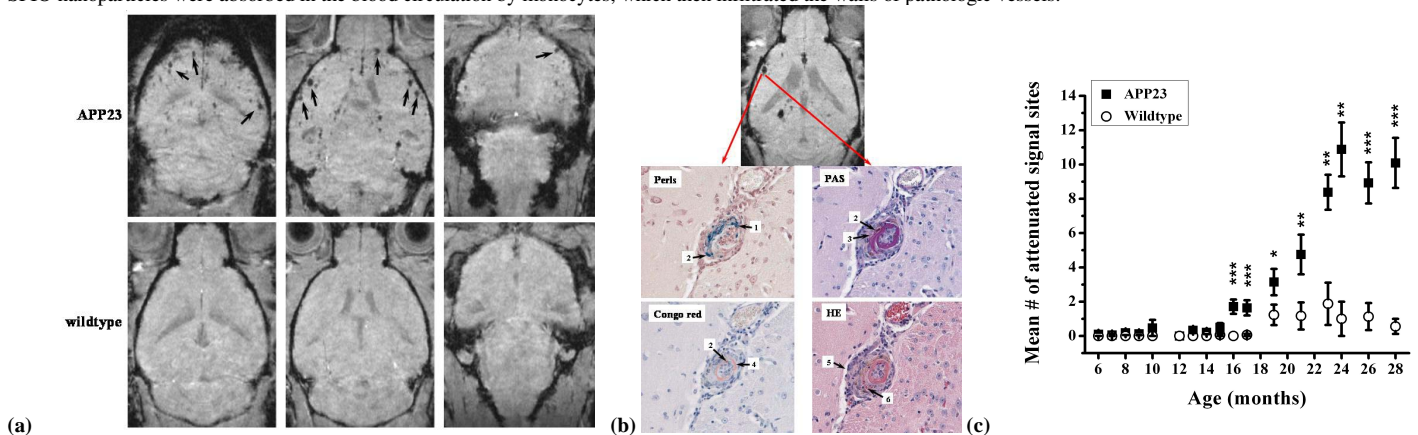 SPIO nanoparticles were absorbed in the blood circulation by monocytes, which then infiltrated the walls of pathologic vessels.
APP23
wildtype
(a)
Perls
1
2
PAS
2
3
Congo red
2
4
HE
5
6
(b)
Mean # of attenuated signal sites
APP23
Wildtype
14
12
10
8
6
4
2
0
***
***
*
**
**
**
***
***
6 8 10 12 14 16 18 20 22 24 26 28
Age (months)
(c)